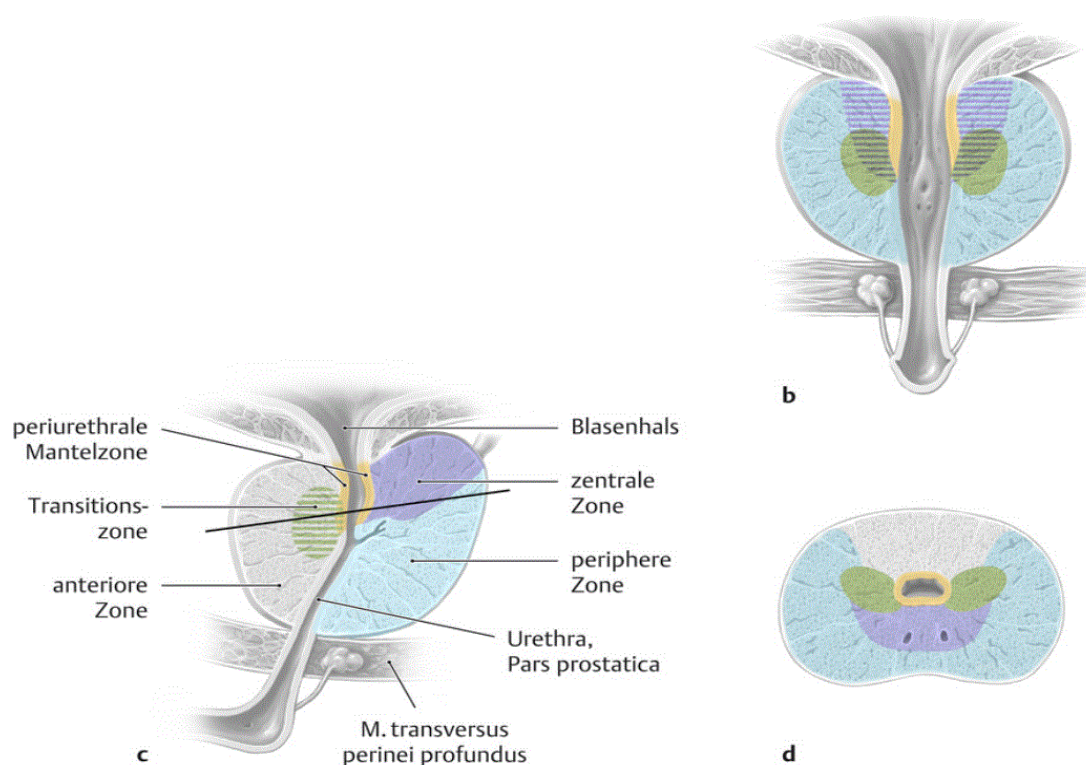 b
periurethrale
Mantelzone
Transitions-
zone
anteriore
Zone
Blasenhals
zentrale
Zone
periphere
Zone
Urethra,
Pars prostatica
M. transversus
perinei profundus
c
d